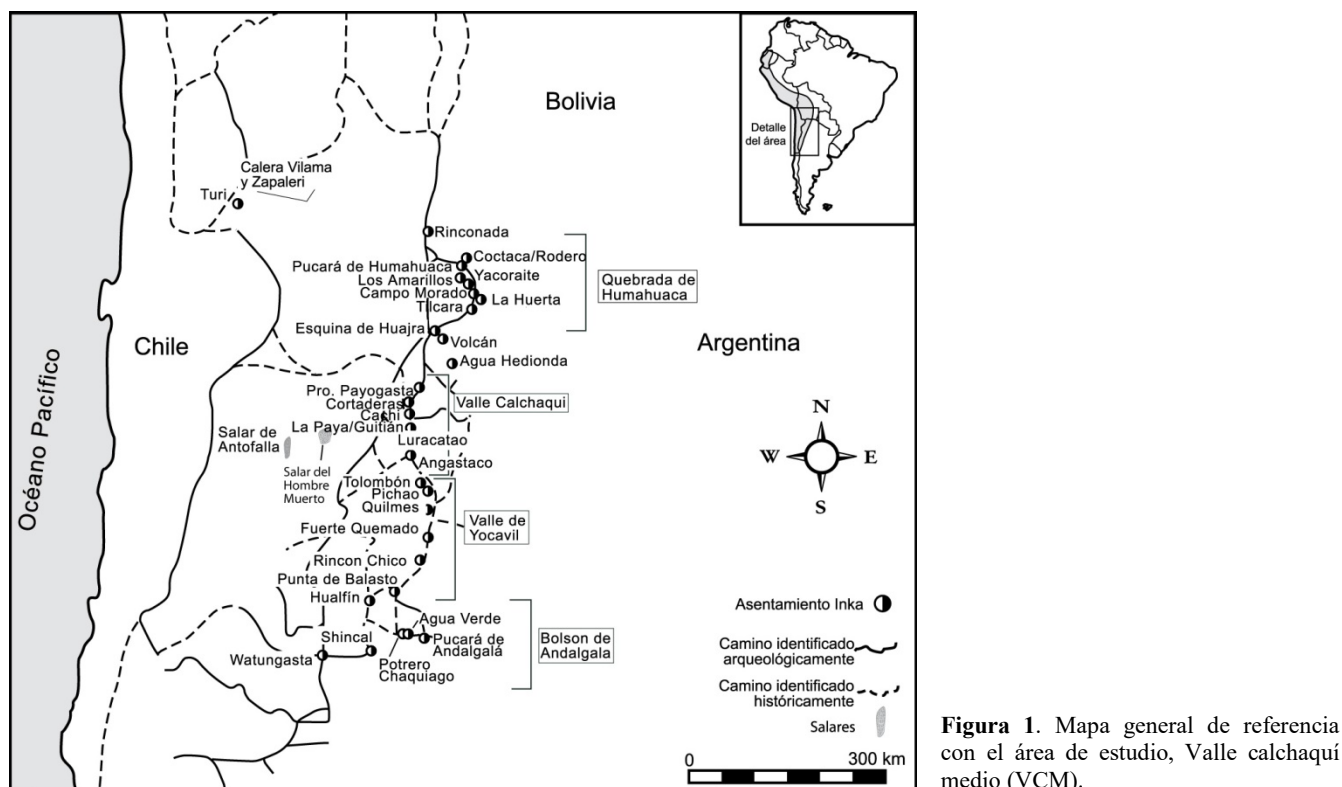 Bolivia
Detalle
del área
Calera Vilama
y Zapaleri
Turi
Rinconada
Coctaca/Rodero
Pucará de Humahuaca
Yacoraite
Los Amarillos
Campo Morado
La Huerta
Tilcara
Quebrada de
Humahuaca
Esquina de Huajra
Volcán
Agua Hedionda
Chile
Argentina
Océano Pacífico
Pro. Payogasta
Cortaderas
Cachi
Valle Calchaqui
La Paya/Guitián
Luracatao
Angastaco
Salar de
Antofalla
Salar del
Hombre
Muerto
N
W
E
S
Tolombón
Pichao
Quilmes
Valle de
Yocavil
Fuerte Quemado
Rincon Chico
Punta de Balasto
Hualfín
Agua Verde
Shincal
Pucará de
Andalgalá
Bolson de
Andalgala
Watungasta
Potrero
Chaquiago
Asentamiento Inka
Camino identificado
arqueológicamente
Camino identificado
históricamente
Salares
0
300 km
Figura 1. Mapa general de referencia
con el área de estudio, Valle calchaquí
medio (VCM).